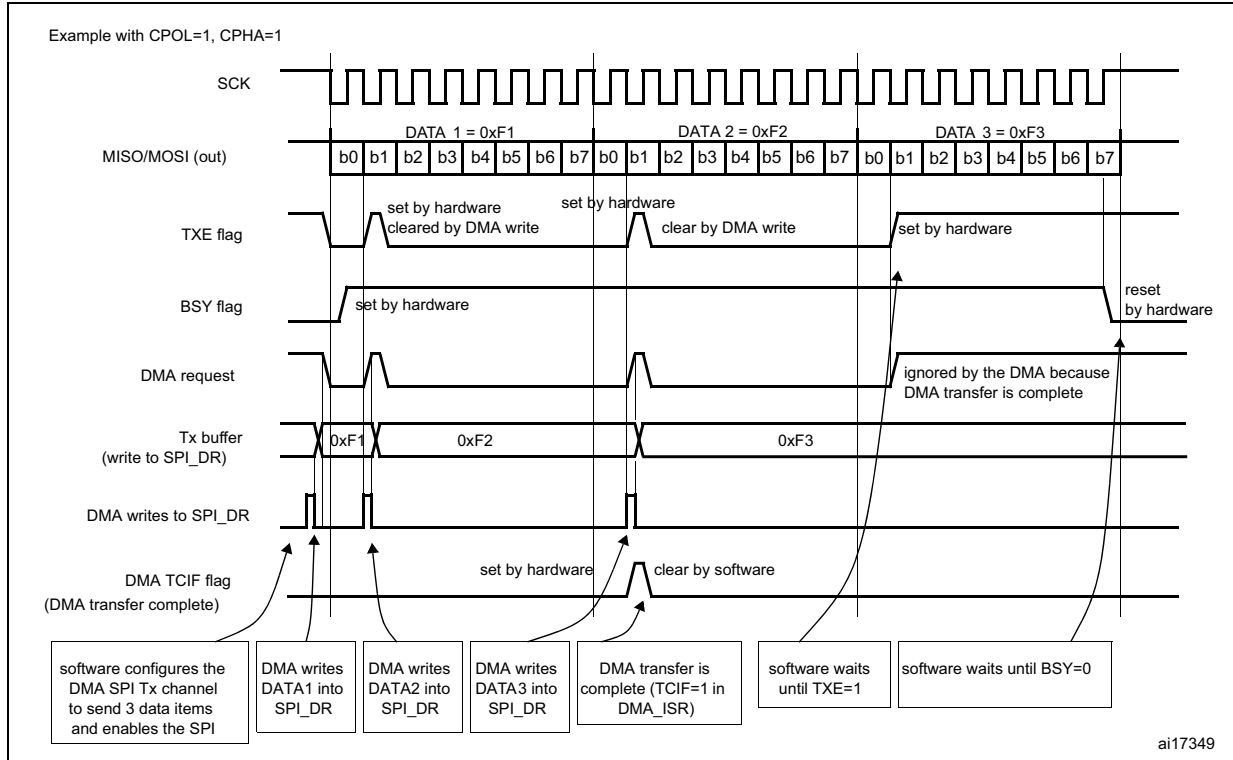 Example with CPOL=1, CPHA=1
SCK
DATA 1 = 0xF1
DATA 2 = 0xF2
DATA 3 = 0xF3
MISO/MOSI (out)
b0 b1 b2 b3 b4 b5 b6 b7 b0 b1 b2 b3 b4 b5 b6 b7 b0 b1 b2 b3 b4 b5 b6 b7
TXE flag
set by hardware
cleared by DMA write
set by hardware
clear by DMA write
set by hardware
BSY flag
set by hardware
reset
by hardware
DMA request
ignored by the DMA because
DMA transfer is complete
Tx buffer
(write to SPI_DR)
0xF1
0xF2
0xF3
DMA writes to SPI_DR
DMA TCIF flag
(DMA transfer complete)
set by hardware
clear by software
software configures the
DMA SPI Tx channel
to send 3 data items
and enables the SPI
DMA writes
DATA1 into
SPI_DR
DMA writes
DATA2 into
SPI_DR
DMA writes
DATA3 into
SPI_DR
DMA transfer is
complete (TCIF=1 in
DMA_ISR)
software waits
until TXE=1
software waits until BSY=0
ai17349